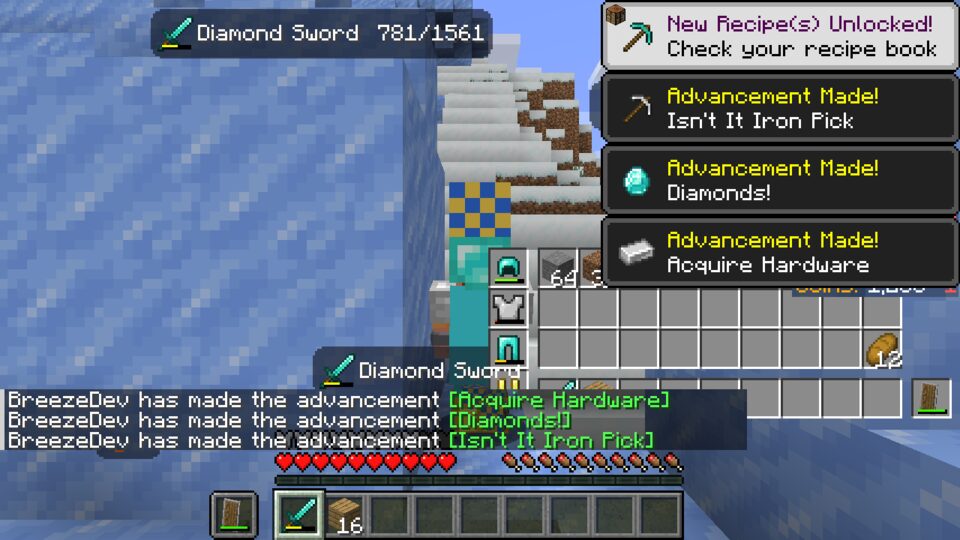 Diamond Sword 781/1561
New Recipe(s) Unlocked!
Check your recipe book
Advancement Made!
Isn't It Iron Pick
Advancement Made!
Diamonds!
Advancement Made!
Acquire Hardware
64
12
Diamond Sword
BreezeDev has made the advancement [Acquire Hardware]
BreezeDev has made the advancement [Diamonds!]
BreezeDev has made the advancement [Isn't It Iron Pick]
16